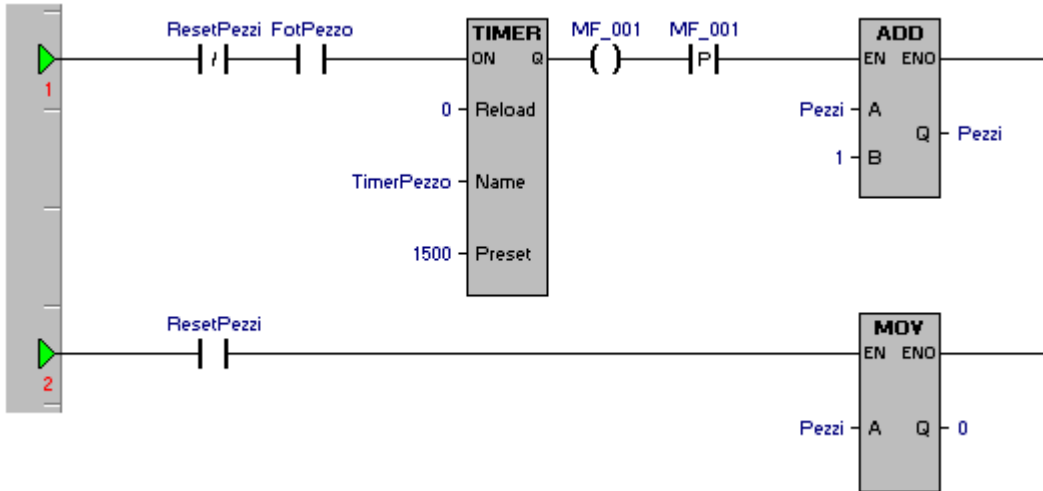 ResetPezzi FotPezzo TIMER MF_001 MF_001 ADD
ON Q P EN ENO
1
0 Reload Pezzi A
Q Pezzi
1 B
TimerPezzo Name
1500 Preset
ResetPezzi MOV
EN ENO
2
Pezzi A Q 0